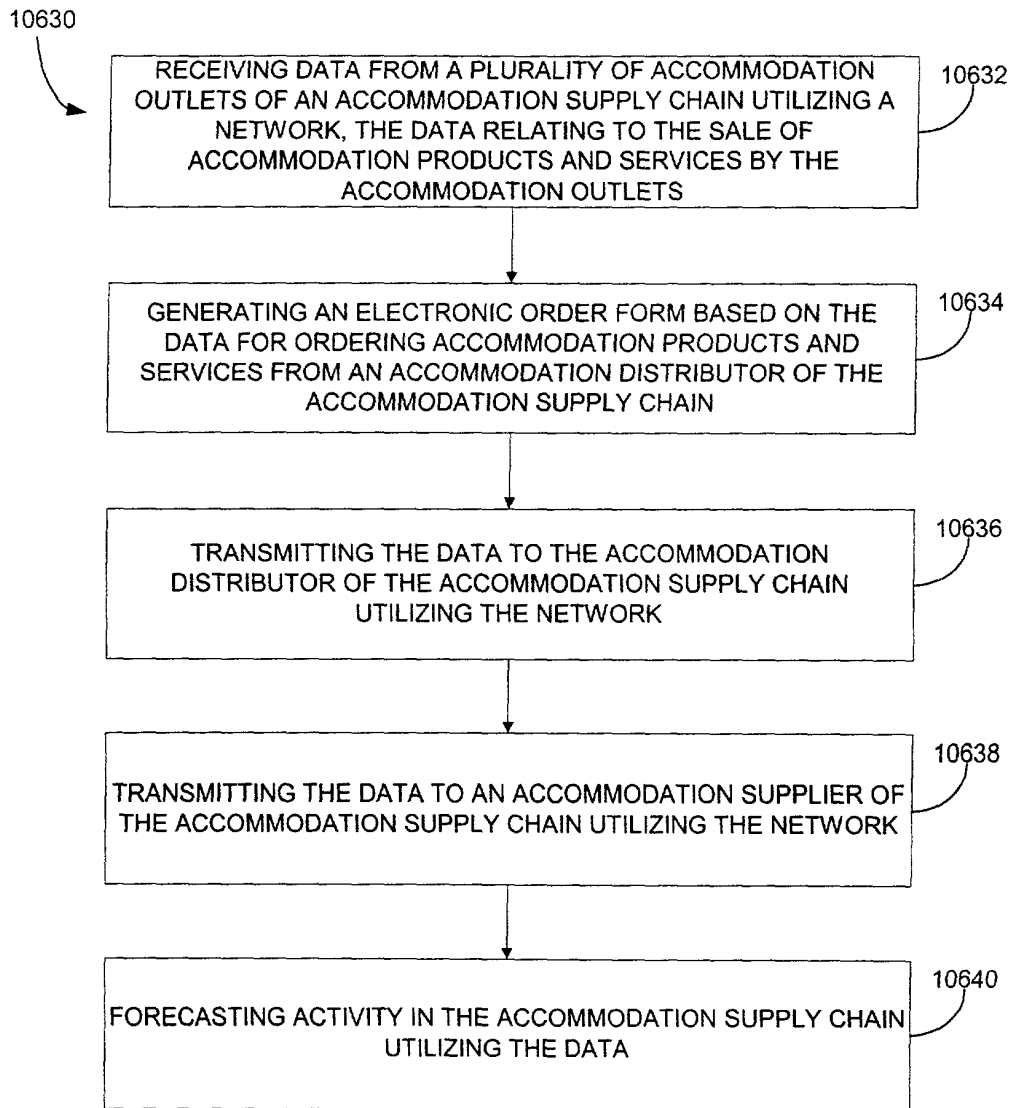 10630
RECEIVING DATA FROM A PLURALITY OF ACCOMMODATION
OUTLETS OF AN ACCOMMODATION SUPPLY CHAIN UTILIZING A
NETWORK, THE DATA RELATING TO THE SALE OF
ACCOMMODATION PRODUCTS AND SERVICES BY THE
ACCOMMODATION OUTLETS
10632
GENERATING AN ELECTRONIC ORDER FORM BASED ON THE
DATA FOR ORDERING ACCOMMODATION PRODUCTS AND
SERVICES FROM AN ACCOMMODATION DISTRIBUTOR OF THE
ACCOMMODATION SUPPLY CHAIN
10634
TRANSMITTING THE DATA TO THE ACCOMMODATION
DISTRIBUTOR OF THE ACCOMMODATION SUPPLY CHAIN
UTILIZING THE NETWORK
10636
TRANSMITTING THE DATA TO AN ACCOMMODATION SUPPLIER OF
THE ACCOMMODATION SUPPLY CHAIN UTILIZING THE NETWORK
10638
FORECASTING ACTIVITY IN THE ACCOMMODATION SUPPLY CHAIN
UTILIZING THE DATA
10640